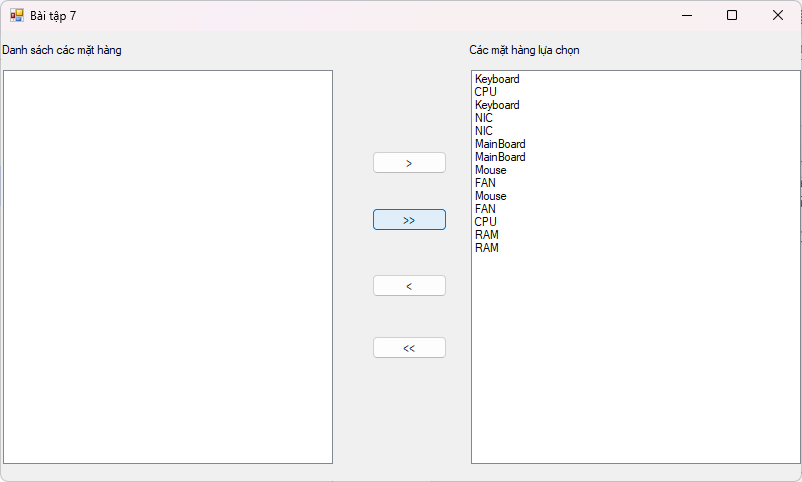 Bài tập 7
Danh sách các mặt hàng
Các mặt hàng lựa chọn
Keyboard
CPU
Keyboard
NIC
NIC
MainBoard
MainBoard
Mouse
FAN
Mouse
FAN
CPU
RAM
RAM
>
>>
<
<<